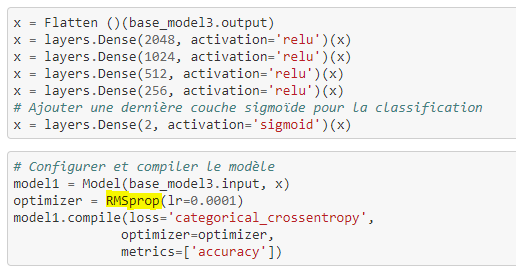 x = Flatten ()(base_model3.output)
x = layers.Dense(2048, activation='relu')(x)
x = layers.Dense(1024, activation='relu')(x)
x = layers.Dense(512, activation='relu')(x)
x = layers.Dense(256, activation='relu')(x)
# Ajouter une dernière couche sigmoïde pour la classification
x = layers.Dense(2, activation='sigmoid')(x)
# Configurer et compiler le modèle
model1 = Model(base_model3.input, x)
optimizer = RMSprop(lr=0.0001)
model1.compile(loss='categorical_crossentropy',
optimizer=optimizer,
metrics=['accuracy'])